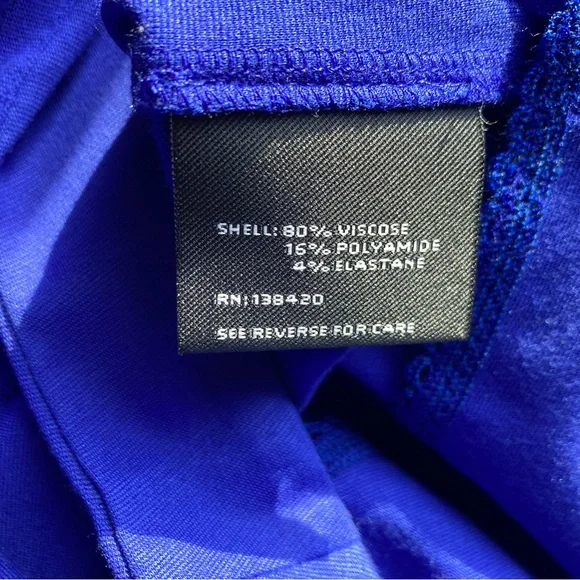 SHELL: 80% VISCOSE
16% POLYAMIDE
4% ELASTANE
RN: 138420
SEE REVERSE FOR CARE